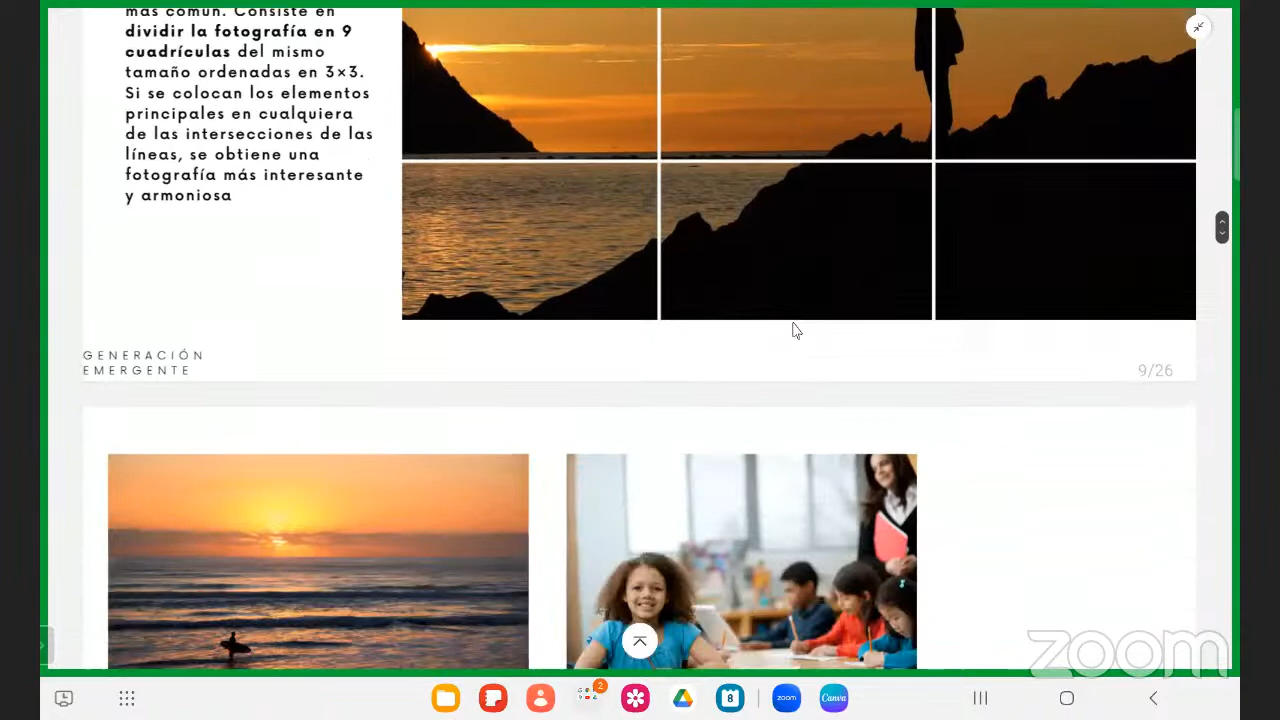 más común. Consiste en
dividir la fotografía en 9
cuadrículas del mismo
tamaño ordenadas en 3×3.
Si se colocan los elementos
principales en cualquiera
de las intersecciones de las
líneas, se obtiene una
fotografía más interesante
y armoniosa
GENERACIÓN
EMERGENTE
9/26
zoom
2
8
zoom
Canva